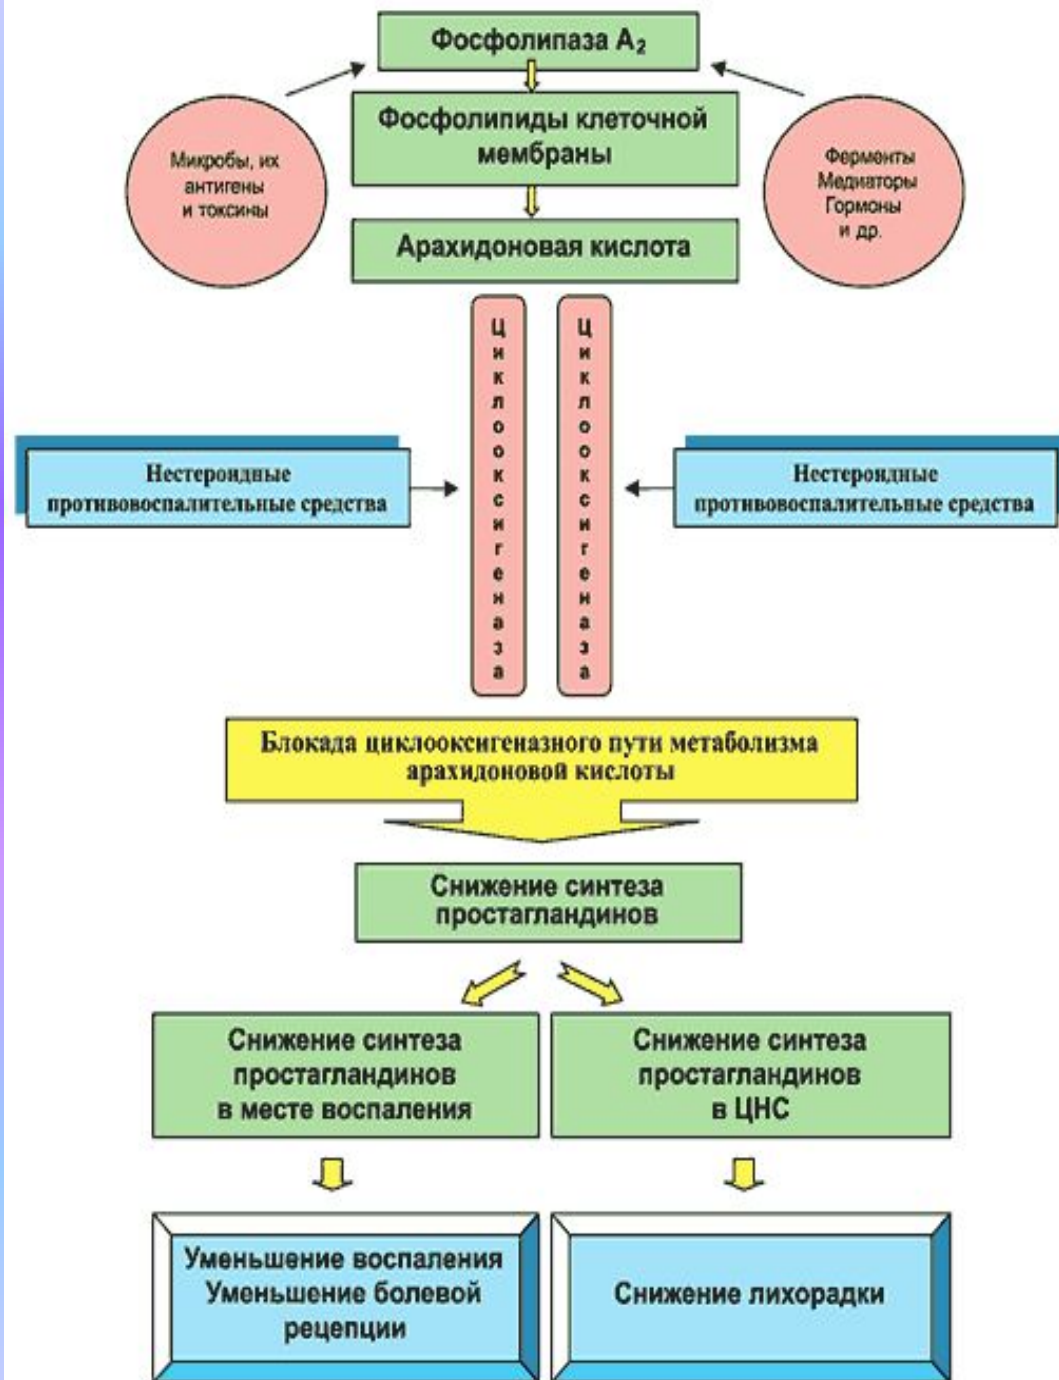 Фосфолипаза А₂
Фосфолипиды клеточной
мембраны
Микробы, их
антигены
и токсины
Ферменты
Медиаторы
Гормоны
и др.
Арахидоновая кислота
Циклооксигеназа
Циклооксигеназа
Нестероидные
противовоспалительные средства
Нестероидные
противовоспалительные средства
Блокада циклооксигеназного пути метаболизма
арахидоновой кислоты
Снижение синтеза
простагландинов
Снижение синтеза
простагландинов
в месте воспаления
Снижение синтеза
простагландинов
в ЦНС
Уменьшение воспаления
Уменьшение болевой
рецепции
Снижение лихорадки